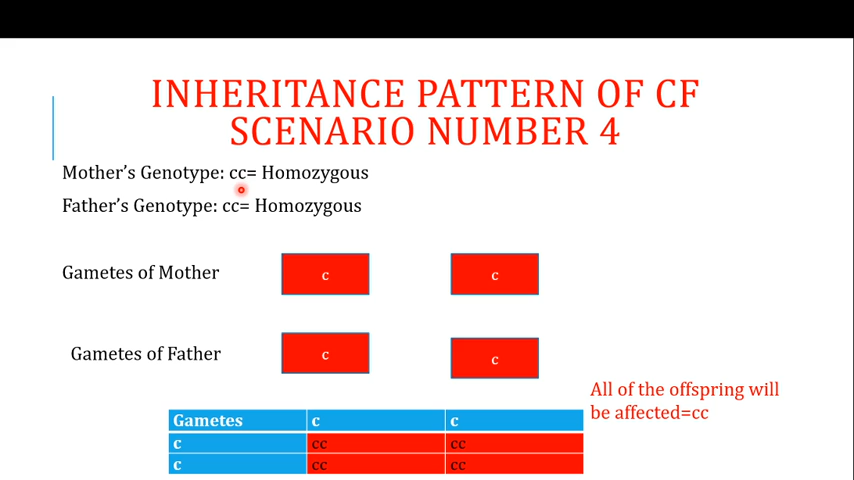 INHERITANCE PATTERN OF CF
SCENARIO NUMBER 4
Mother’s Genotype: cc= Homozygous
Father’s Genotype: cc= Homozygous
Gametes of Mother c c
Gametes of Father c c
All of the offspring will
be affected=cc
Gametes c c
c cc cc
c cc cc